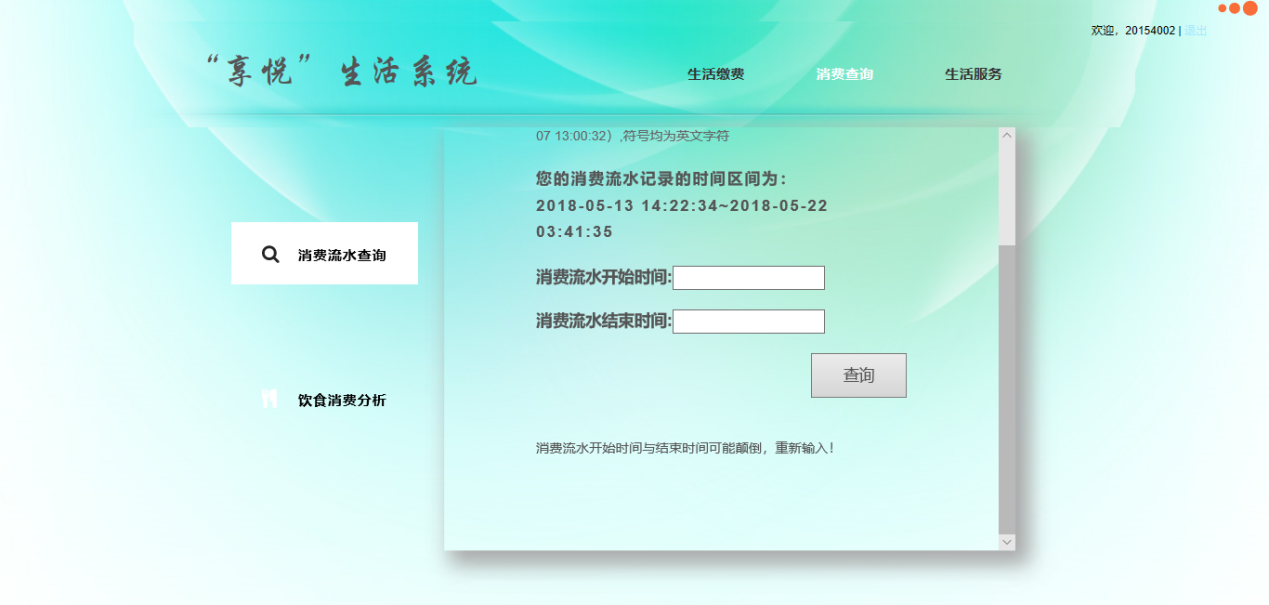 欢迎，20154002 | 退出
“享悦”生活系统
生活缴费 消费查询 生活服务
07 13:00:32）,符号均为英文字符
您的消费流水记录的时间区间为：
2018-05-13 14:22:34~2018-05-22
03:41:35
消费流水查询
消费流水开始时间:
消费流水结束时间:
查询
饮食消费分析
消费流水开始时间与结束时间可能颠倒，重新输入！